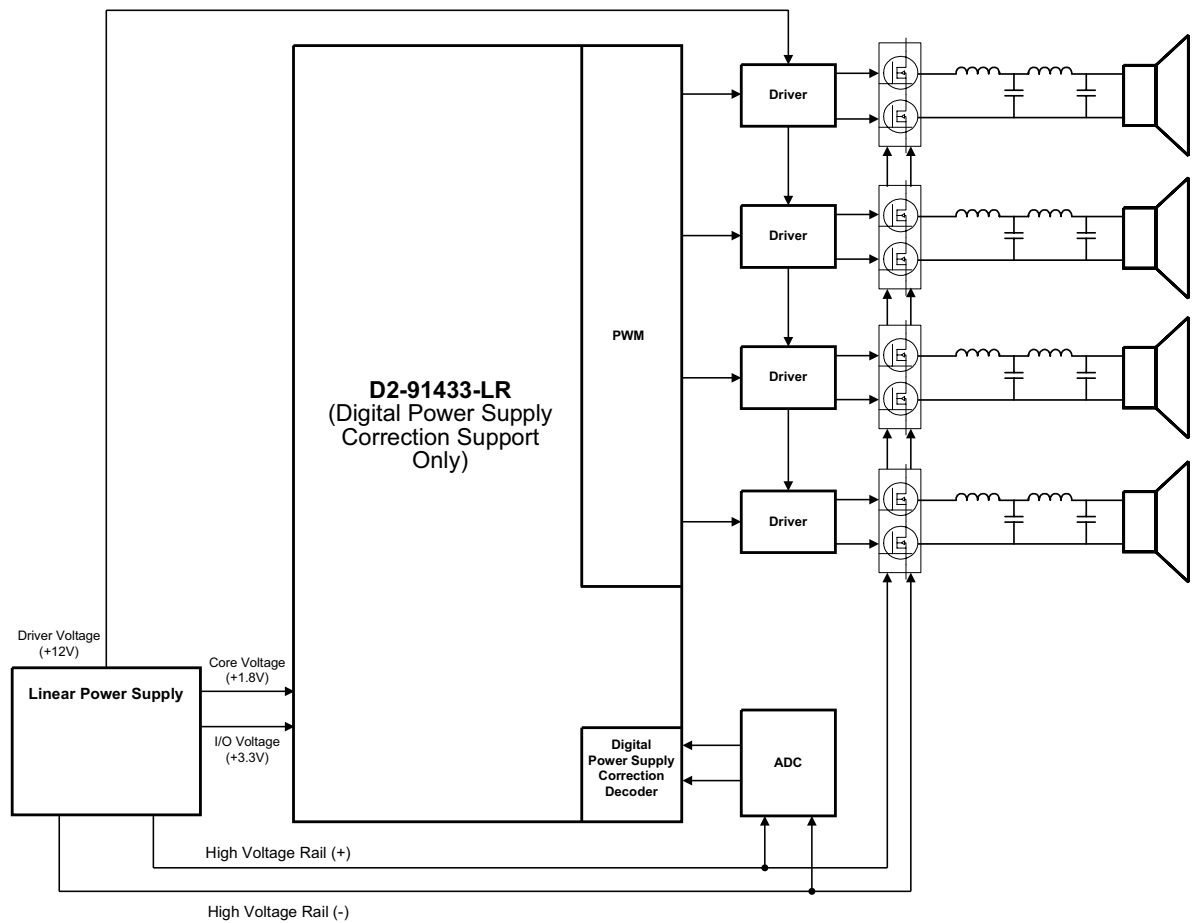 Driver
Driver
PWM
D2-91433-LR
(Digital Power Supply
Correction Support
Only)
Driver
Driver
Driver Voltage
(+12V)
Linear Power Supply
Core Voltage
(+1.8V)
I/O Voltage
(+3.3V)
Digital
Power Supply
Correction
Decoder
ADC
High Voltage Rail (+)
High Voltage Rail (-)